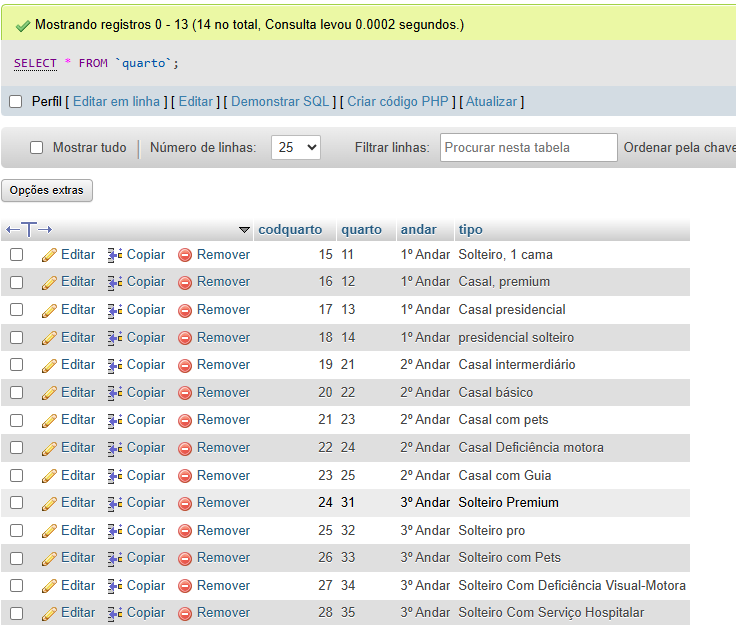 Mostrando registros 0 - 13 (14 no total, Consulta levou 0.0002 segundos.)
SELECT * FROM `quarto`;
Perfil [ Editar em linha ] [ Editar ] [ Demonstrar SQL ] [ Criar código PHP ] [ Atualizar ]
Mostrar tudo | Número de linhas: 25 Filtrar linhas: Procurar nesta tabela Ordenar pela chave
Opções extras
codquarto quarto andar tipo
Editar Copiar Remover 15 11 1º Andar Solteiro, 1 cama
Editar Copiar Remover 16 12 1º Andar Casal, premium
Editar Copiar Remover 17 13 1º Andar Casal presidencial
Editar Copiar Remover 18 14 1º Andar presidencial solteiro
Editar Copiar Remover 19 21 2º Andar Casal intermerdiário
Editar Copiar Remover 20 22 2º Andar Casal básico
Editar Copiar Remover 21 23 2º Andar Casal com pets
Editar Copiar Remover 22 24 2º Andar Casal Deficiência motora
Editar Copiar Remover 23 25 2º Andar Casal com Guia
Editar Copiar Remover 24 31 3º Andar Solteiro Premium
Editar Copiar Remover 25 32 3º Andar Solteiro pro
Editar Copiar Remover 26 33 3º Andar Solteiro com Pets
Editar Copiar Remover 27 34 3º Andar Solteiro Com Deficiência Visual-Motora
Editar Copiar Remover 28 35 3º Andar Solteiro Com Serviço Hospitalar